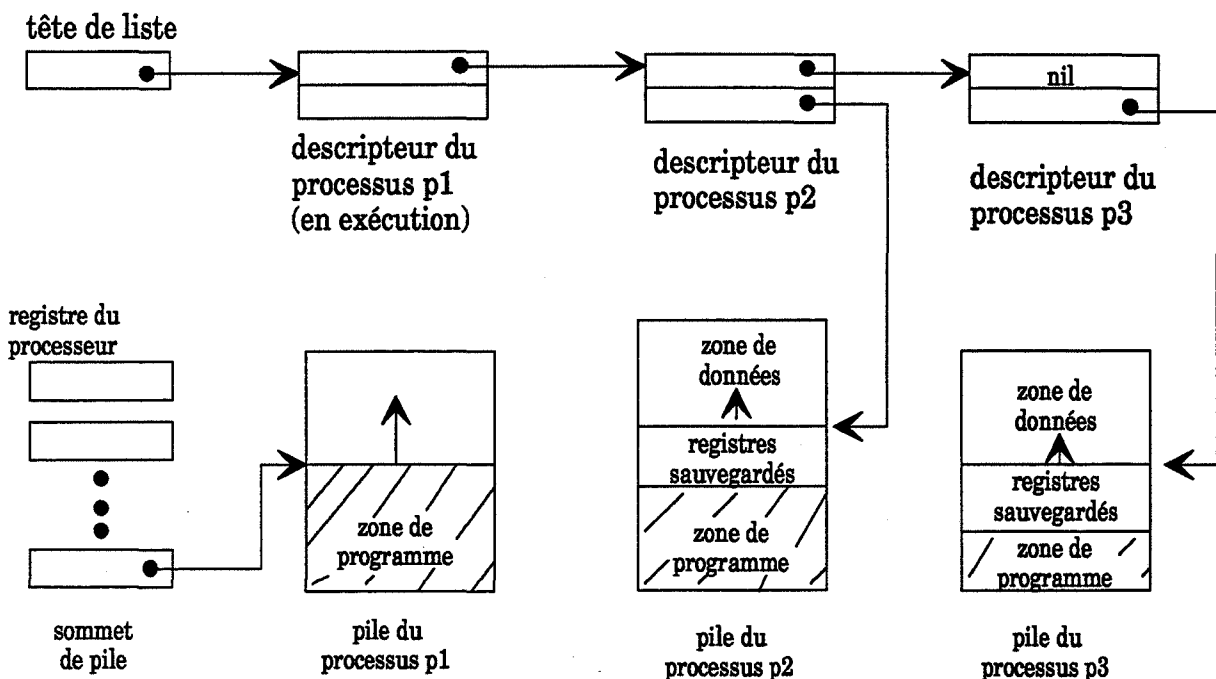 tête de liste
nil
descripteur du
processus p1
(en exécution)
descripteur du
processus p2
descripteur du
processus p3
registre du
processeur
zone de
données
registres
sauvegardés
zone de
programme
zone de
données
registres
sauvegardés
zone de
programme
zone de
programme
sommet
de pile
pile du
processus p1
pile du
processus p2
pile du
processus p3